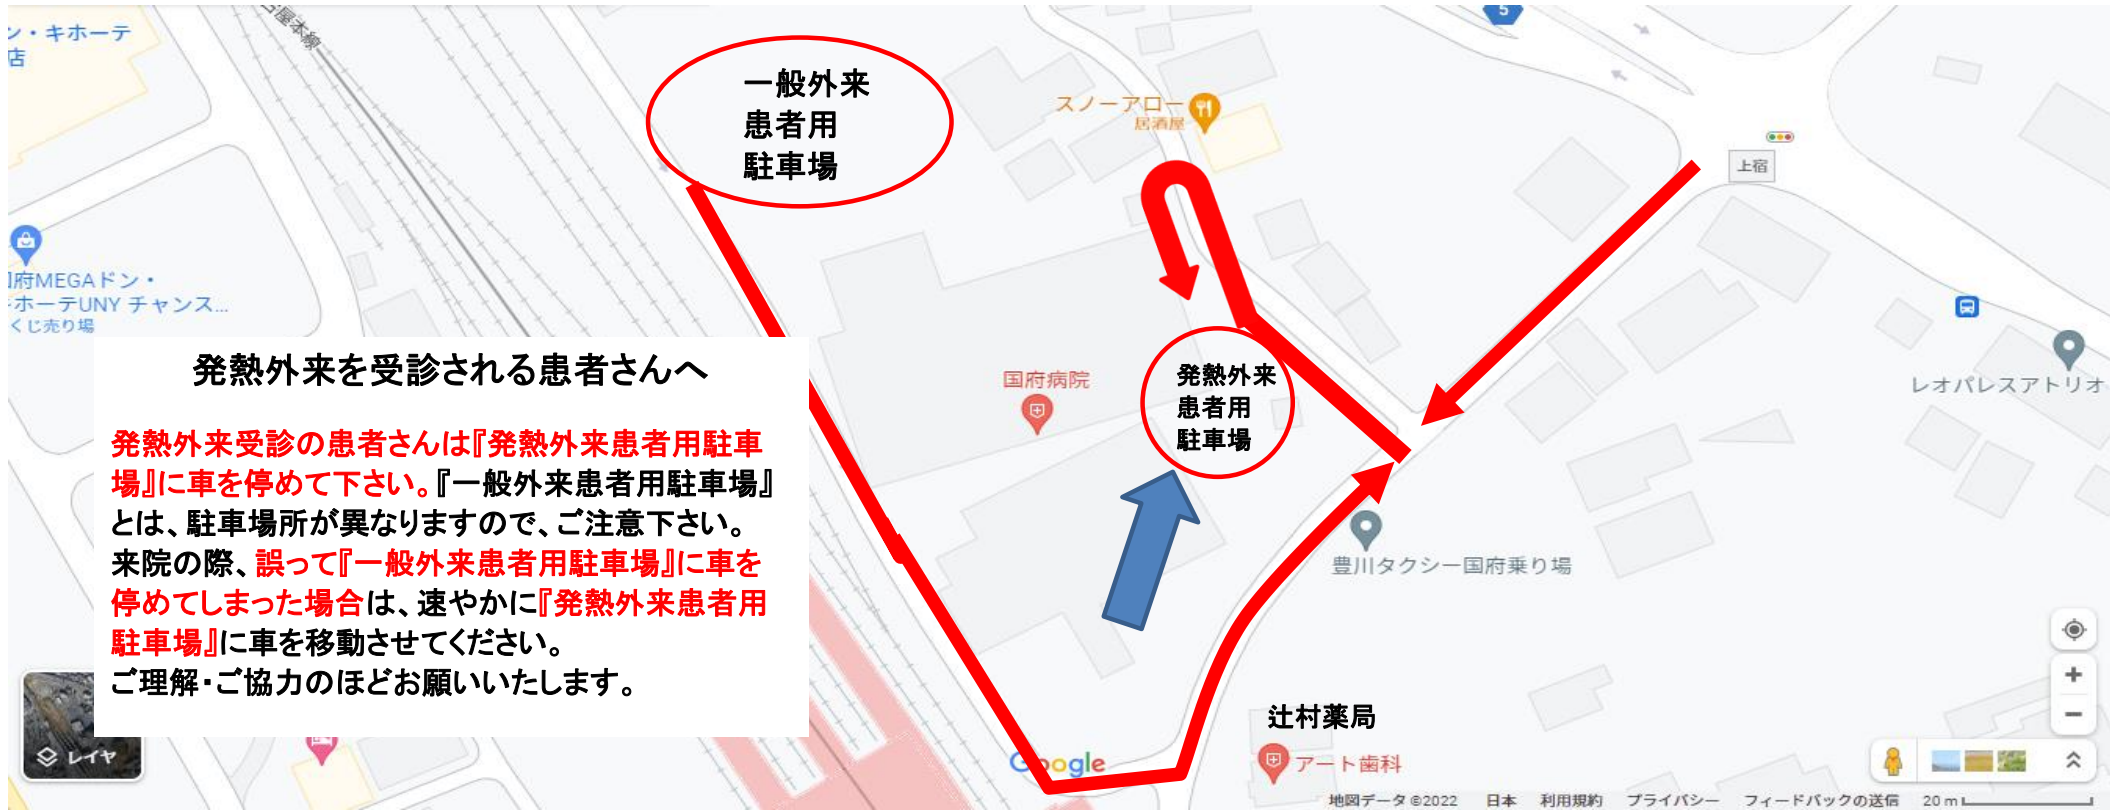 ン・キホーテ
店
屋本線
一般外来
患者用
駐車場
スノーアロー
居酒屋
5
上宿
府MEGAドン・
ホーテUNY チャンス...
くじ売り場
発熱外来を受診される患者さんへ
発熱外来受診の患者さんは『発熱外来患者用駐車
場』に車を停めて下さい。『一般外来患者用駐車場』
とは、駐車場所が異なりますので、ご注意下さい。
来院の際、誤って『一般外来患者用駐車場』に車を
停めてしまった場合は、速やかに『発熱外来患者用
駐車場』に車を移動させてください。
ご理解・ご協力のほどお願いいたします。
国府病院
発熱外来
患者用
駐車場
レオパレスアトリオ
豊川タクシー国府乗り場
辻村薬局
アート歯科
レイヤ
Google
地図データ ©2022 日本 利用規約 プライバシー フィードバックの送信 20 m